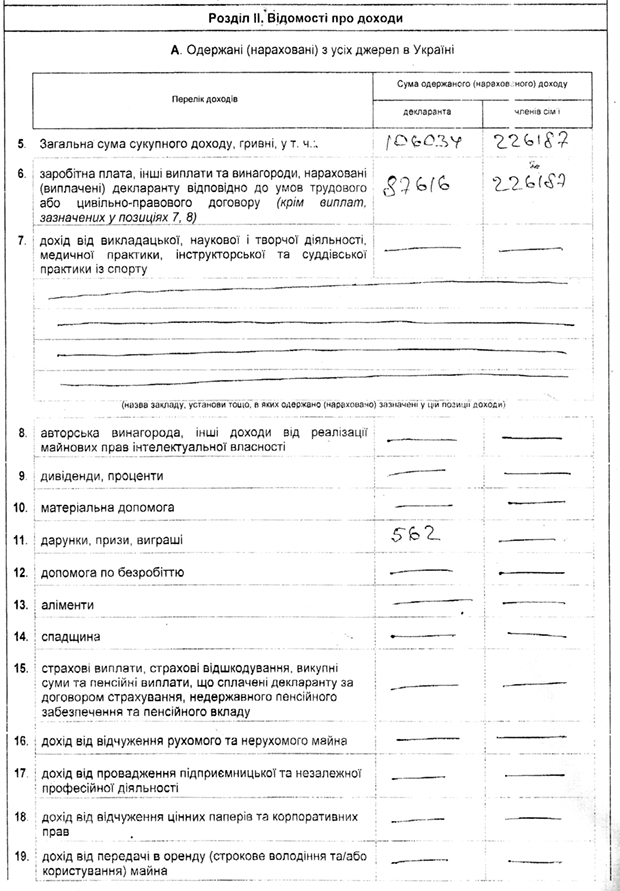 Розділ II. Відомості про доходи
А. Одержані (нараховані) з усіх джерел в Україні
Перелік доходів
Сума одержаного (нарахованого) доходу
декларанта
членів сім'ї
5. Загальна сума сукупного доходу, гривні, у т. ч.: 106034 226187
6. заробітна плата, інші виплати та винагороди, нараховані
(виплачені) декларанту відповідно до умов трудового 87616 226187
або цивільно-правового договору (крім виплат,
зазначених у позиціях 7, 8)
7. дохід від викладацької, наукової і творчої діяльності,
медичної практики, інструкторської та суддівської
практики із спорту
(назва закладу, установи тощо, в яких одержано (нараховано) зазначені у цій позиції доходи)
8. авторська винагорода, інші доходи від реалізації
майнових прав інтелектуальної власності
9. дивіденди, проценти
10. матеріальна допомога
11. дарунки, призи, виграші 562
12. допомога по безробіттю
13. аліменти
14. спадщина
15. страхові виплати, страхові відшкодування, викупні
суми та пенсійні виплати, що сплачені декларанту за
договором страхування, недержавного пенсійного
забезпечення та пенсійного вкладу
16. дохід від відчуження рухомого та нерухомого майна
17. дохід від провадження підприємницької та незалежної
професійної діяльності
18. дохід від відчуження цінних паперів та корпоративних
прав
19. дохід від передачі в оренду (строкове володіння та/або
користування) майна